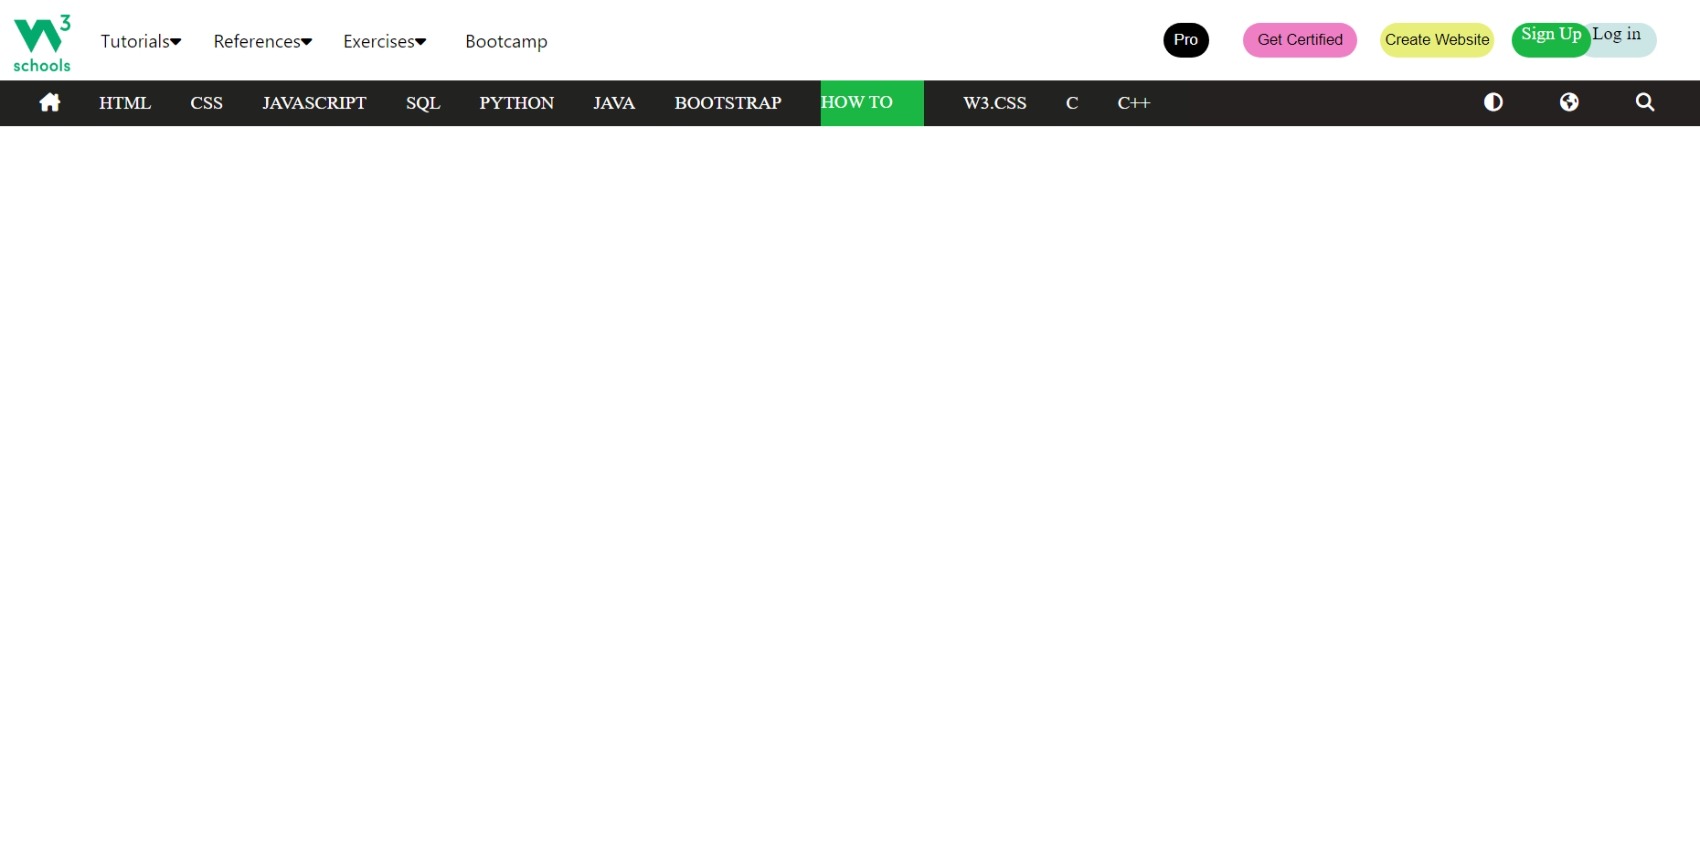 W3 schools Tutorials References Exercises Bootcamp Pro Get Certified Create Website Sign Up Log in
HTML CSS JAVASCRIPT SQL PYTHON JAVA BOOTSTRAP HOW TO W3.CSS C C++